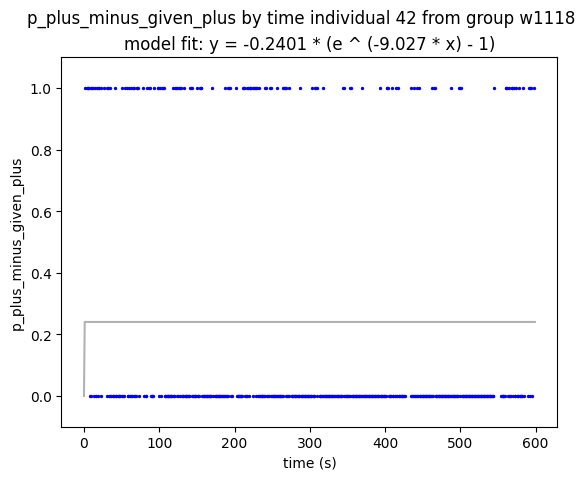 p_plus_minus_given_plus by time individual 42 from group w1118
model fit: y = -0.2401 * (e ^ (-9.027 * x) - 1)
1.0
0.8
0.6
0.4
0.2
0.0
p_plus_minus_given_plus
0 100 200 300 400 500 600
time (s)